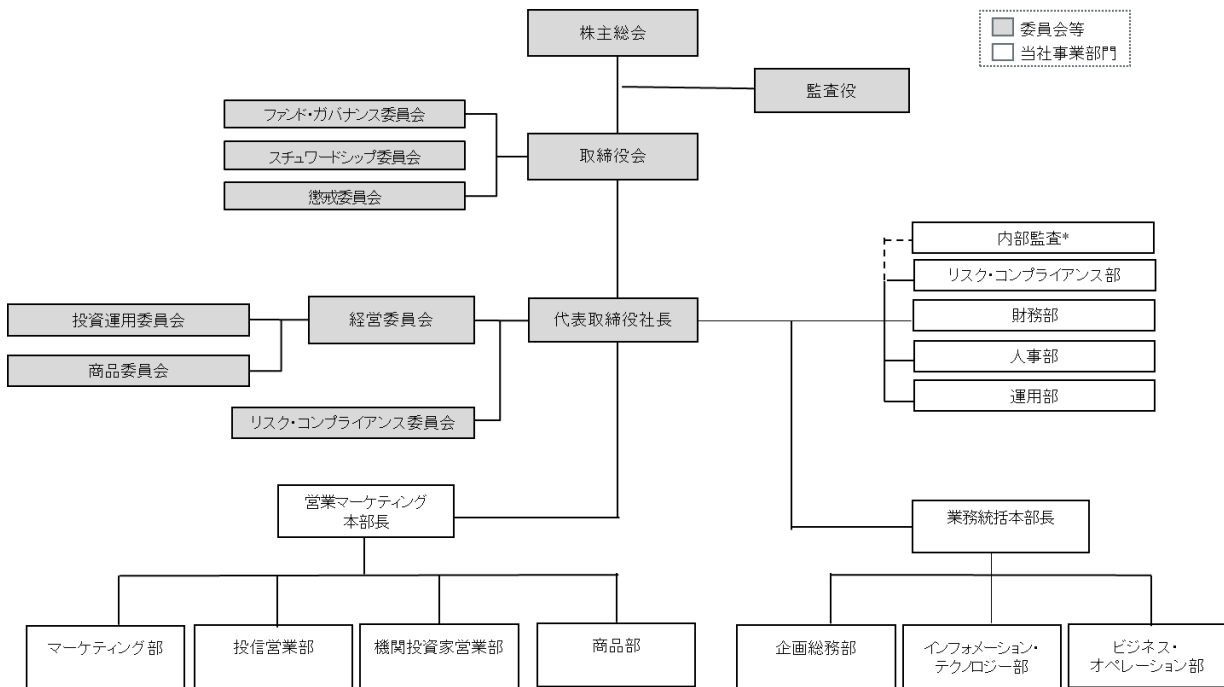 株主総会
委員会等
当社事業部門
監査役
ファンド・ガバナンス委員会
スチュワードシップ委員会
懲戒委員会
取締役会
内部監査*
リスク・コンプライアンス部
財務部
人事部
運用部
投資運用委員会
商品委員会
経営委員会
代表取締役社長
リスク・コンプライアンス委員会
営業マーケティング
本部長
業務統括本部長
マーケティング部
投信営業部
機関投資家営業部
商品部
企画総務部
インフォメーション・
テクノロジー部
ビジネス・
オペレーション部